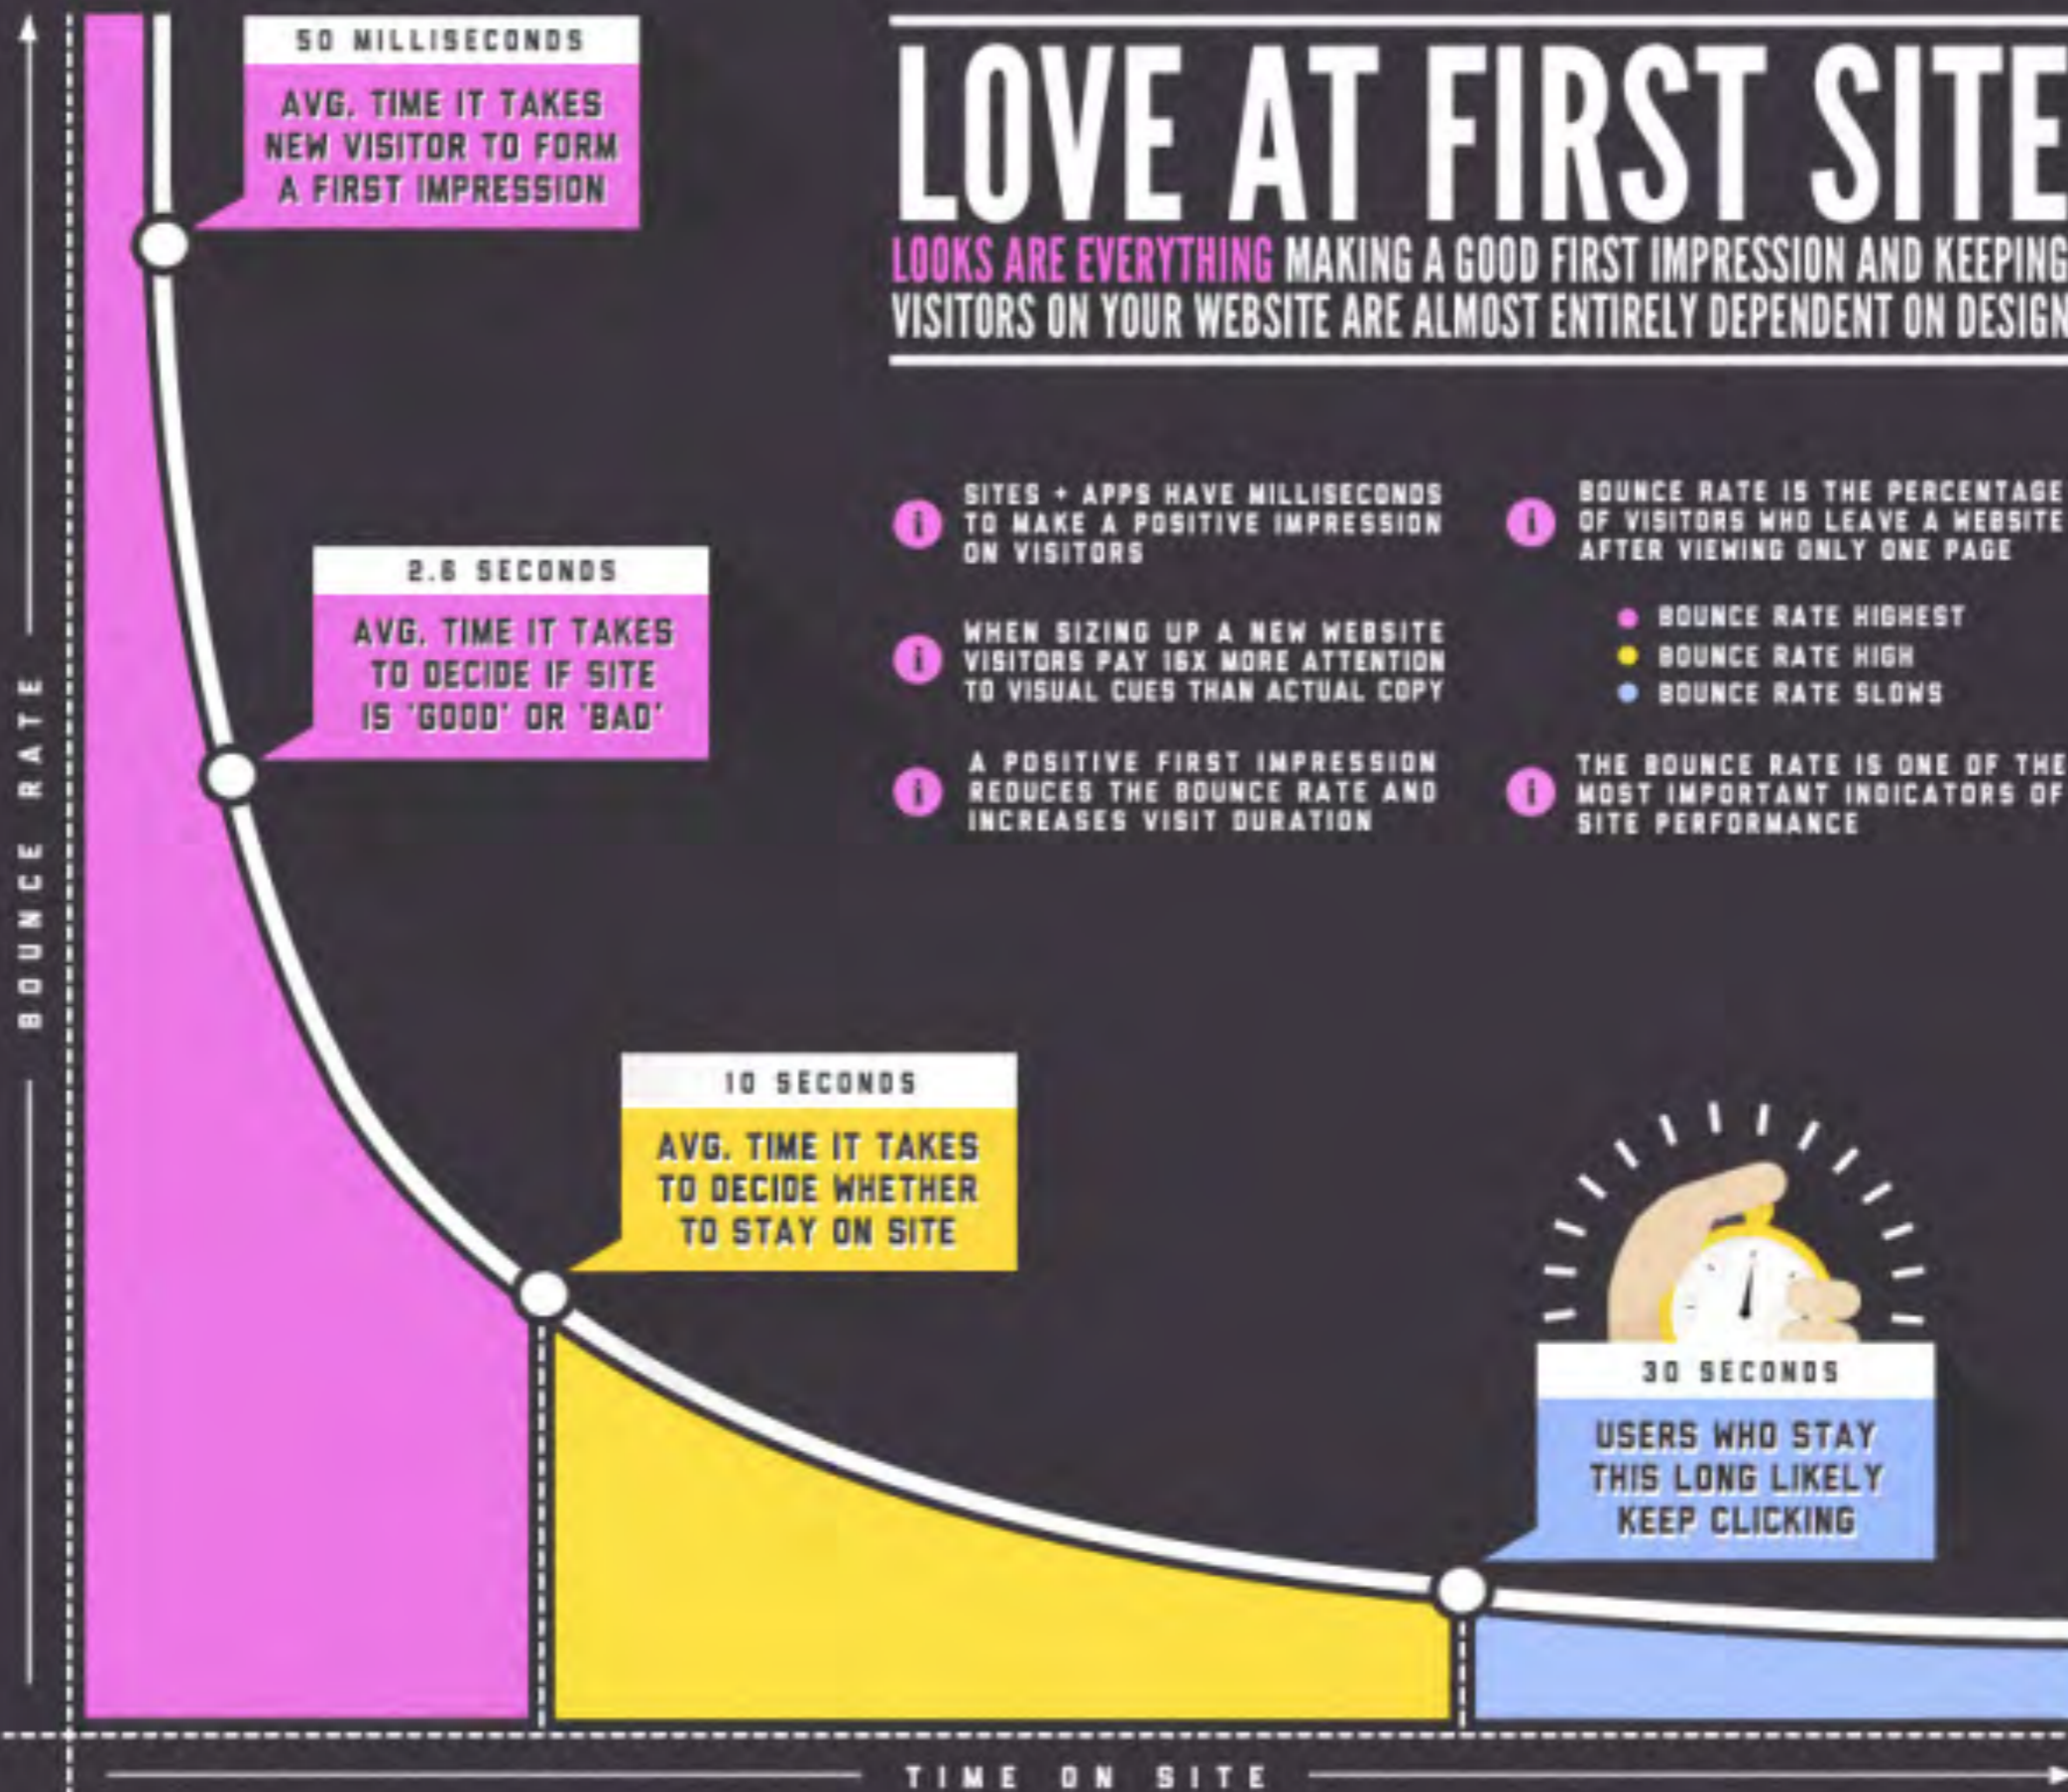 50 MILLISECONDS
AVG. TIME IT TAKES
NEW VISITOR TO FORM
A FIRST IMPRESSION
LOVE AT FIRST SITE
LOOKS ARE EVERYTHING MAKING A GOOD FIRST IMPRESSION AND KEEPING
VISITORS ON YOUR WEBSITE ARE ALMOST ENTIRELY DEPENDENT ON DESIGN
SITES + APPS HAVE MILLISECONDS
TO MAKE A POSITIVE IMPRESSION
ON VISITORS
WHEN SIZING UP A NEW WEBSITE
VISITORS PAY 16X MORE ATTENTION
TO VISUAL CUES THAN ACTUAL COPY
A POSITIVE FIRST IMPRESSION
REDUCES THE BOUNCE RATE AND
INCREASES VISIT DURATION
BOUNCE RATE IS THE PERCENTAGE
OF VISITORS WHO LEAVE A WEBSITE
AFTER VIEWING ONLY ONE PAGE
BOUNCE RATE HIGHEST
BOUNCE RATE HIGH
BOUNCE RATE SLOWS
THE BOUNCE RATE IS ONE OF THE
MOST IMPORTANT INDICATORS OF
SITE PERFORMANCE
2.6 SECONDS
AVG. TIME IT TAKES
TO DECIDE IF SITE
IS 'GOOD' OR 'BAD'
BOUNCE RATE
10 SECONDS
AVG. TIME IT TAKES
TO DECIDE WHETHER
TO STAY ON SITE
30 SECONDS
USERS WHO STAY
THIS LONG LIKELY
KEEP CLICKING
TIME ON SITE